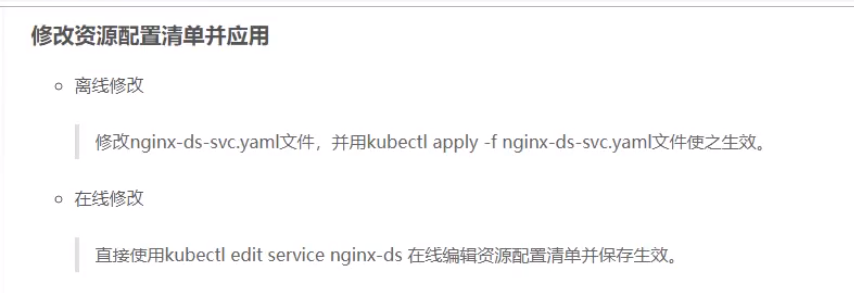 修改资源配置清单并应用
离线修改
修改nginx-ds-svc.yaml文件，并用kubectl apply -f nginx-ds-svc.yaml文件使之生效。
在线修改
直接使用kubectl edit service nginx-ds 在线编辑资源配置清单并保存生效。